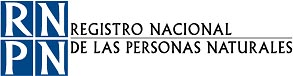 RN
PN
REGISTRO NACIONAL
DE LAS PERSONAS NATURALES